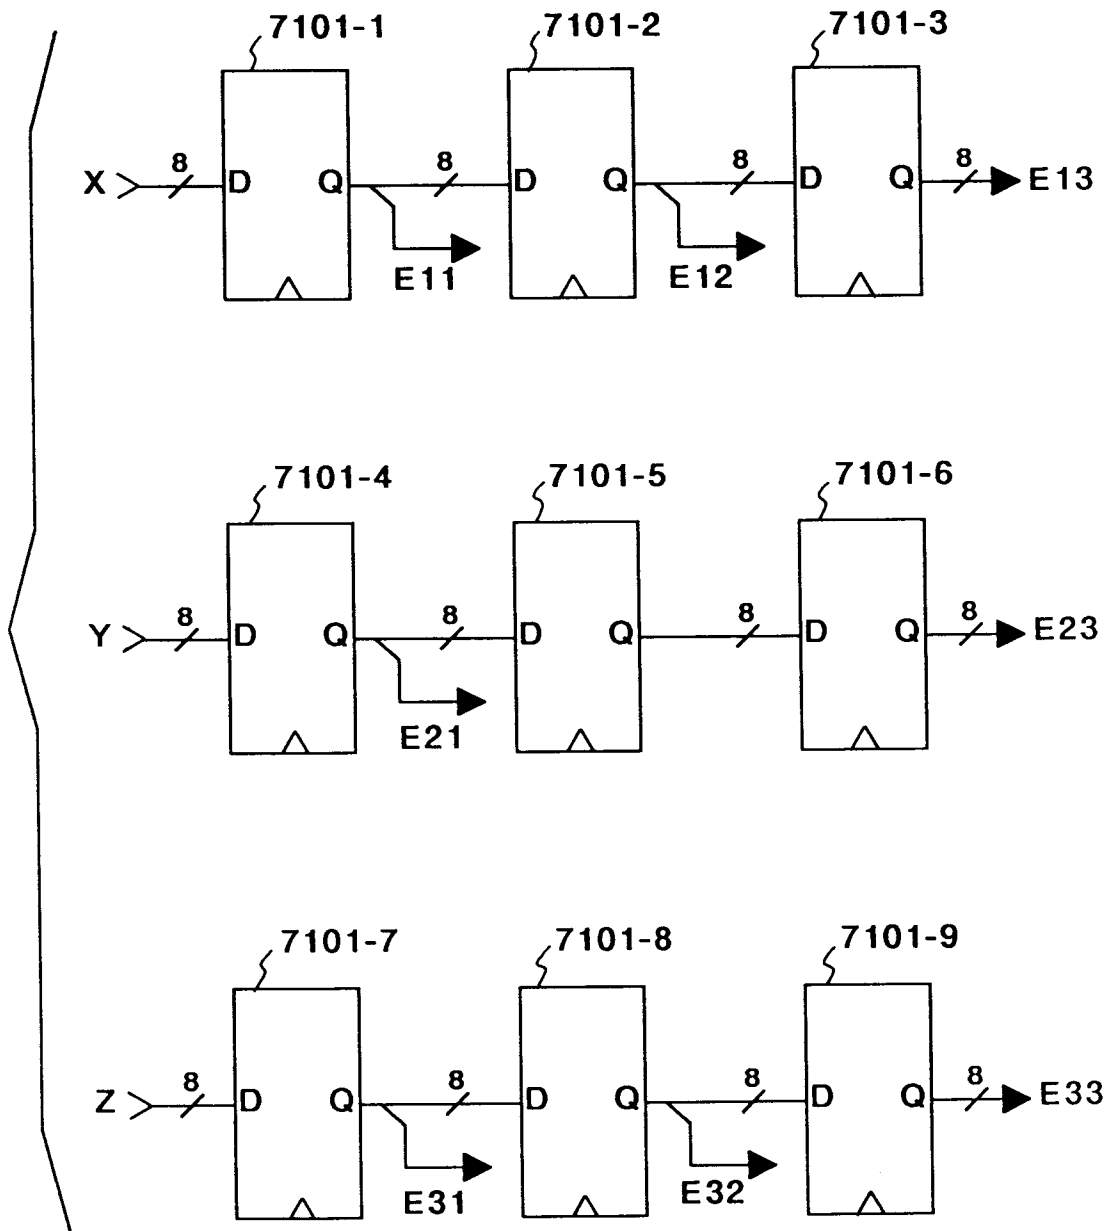 7101-1 7101-2 7101-3
8 8 8 8
X D Q D Q D Q E13
E11 E12
7101-4 7101-5 7101-6
8 8 8 8
Y D Q D Q D Q E23
E21
7101-7 7101-8 7101-9
8 8 8 8
Z D Q D Q D Q E33
E31 E32